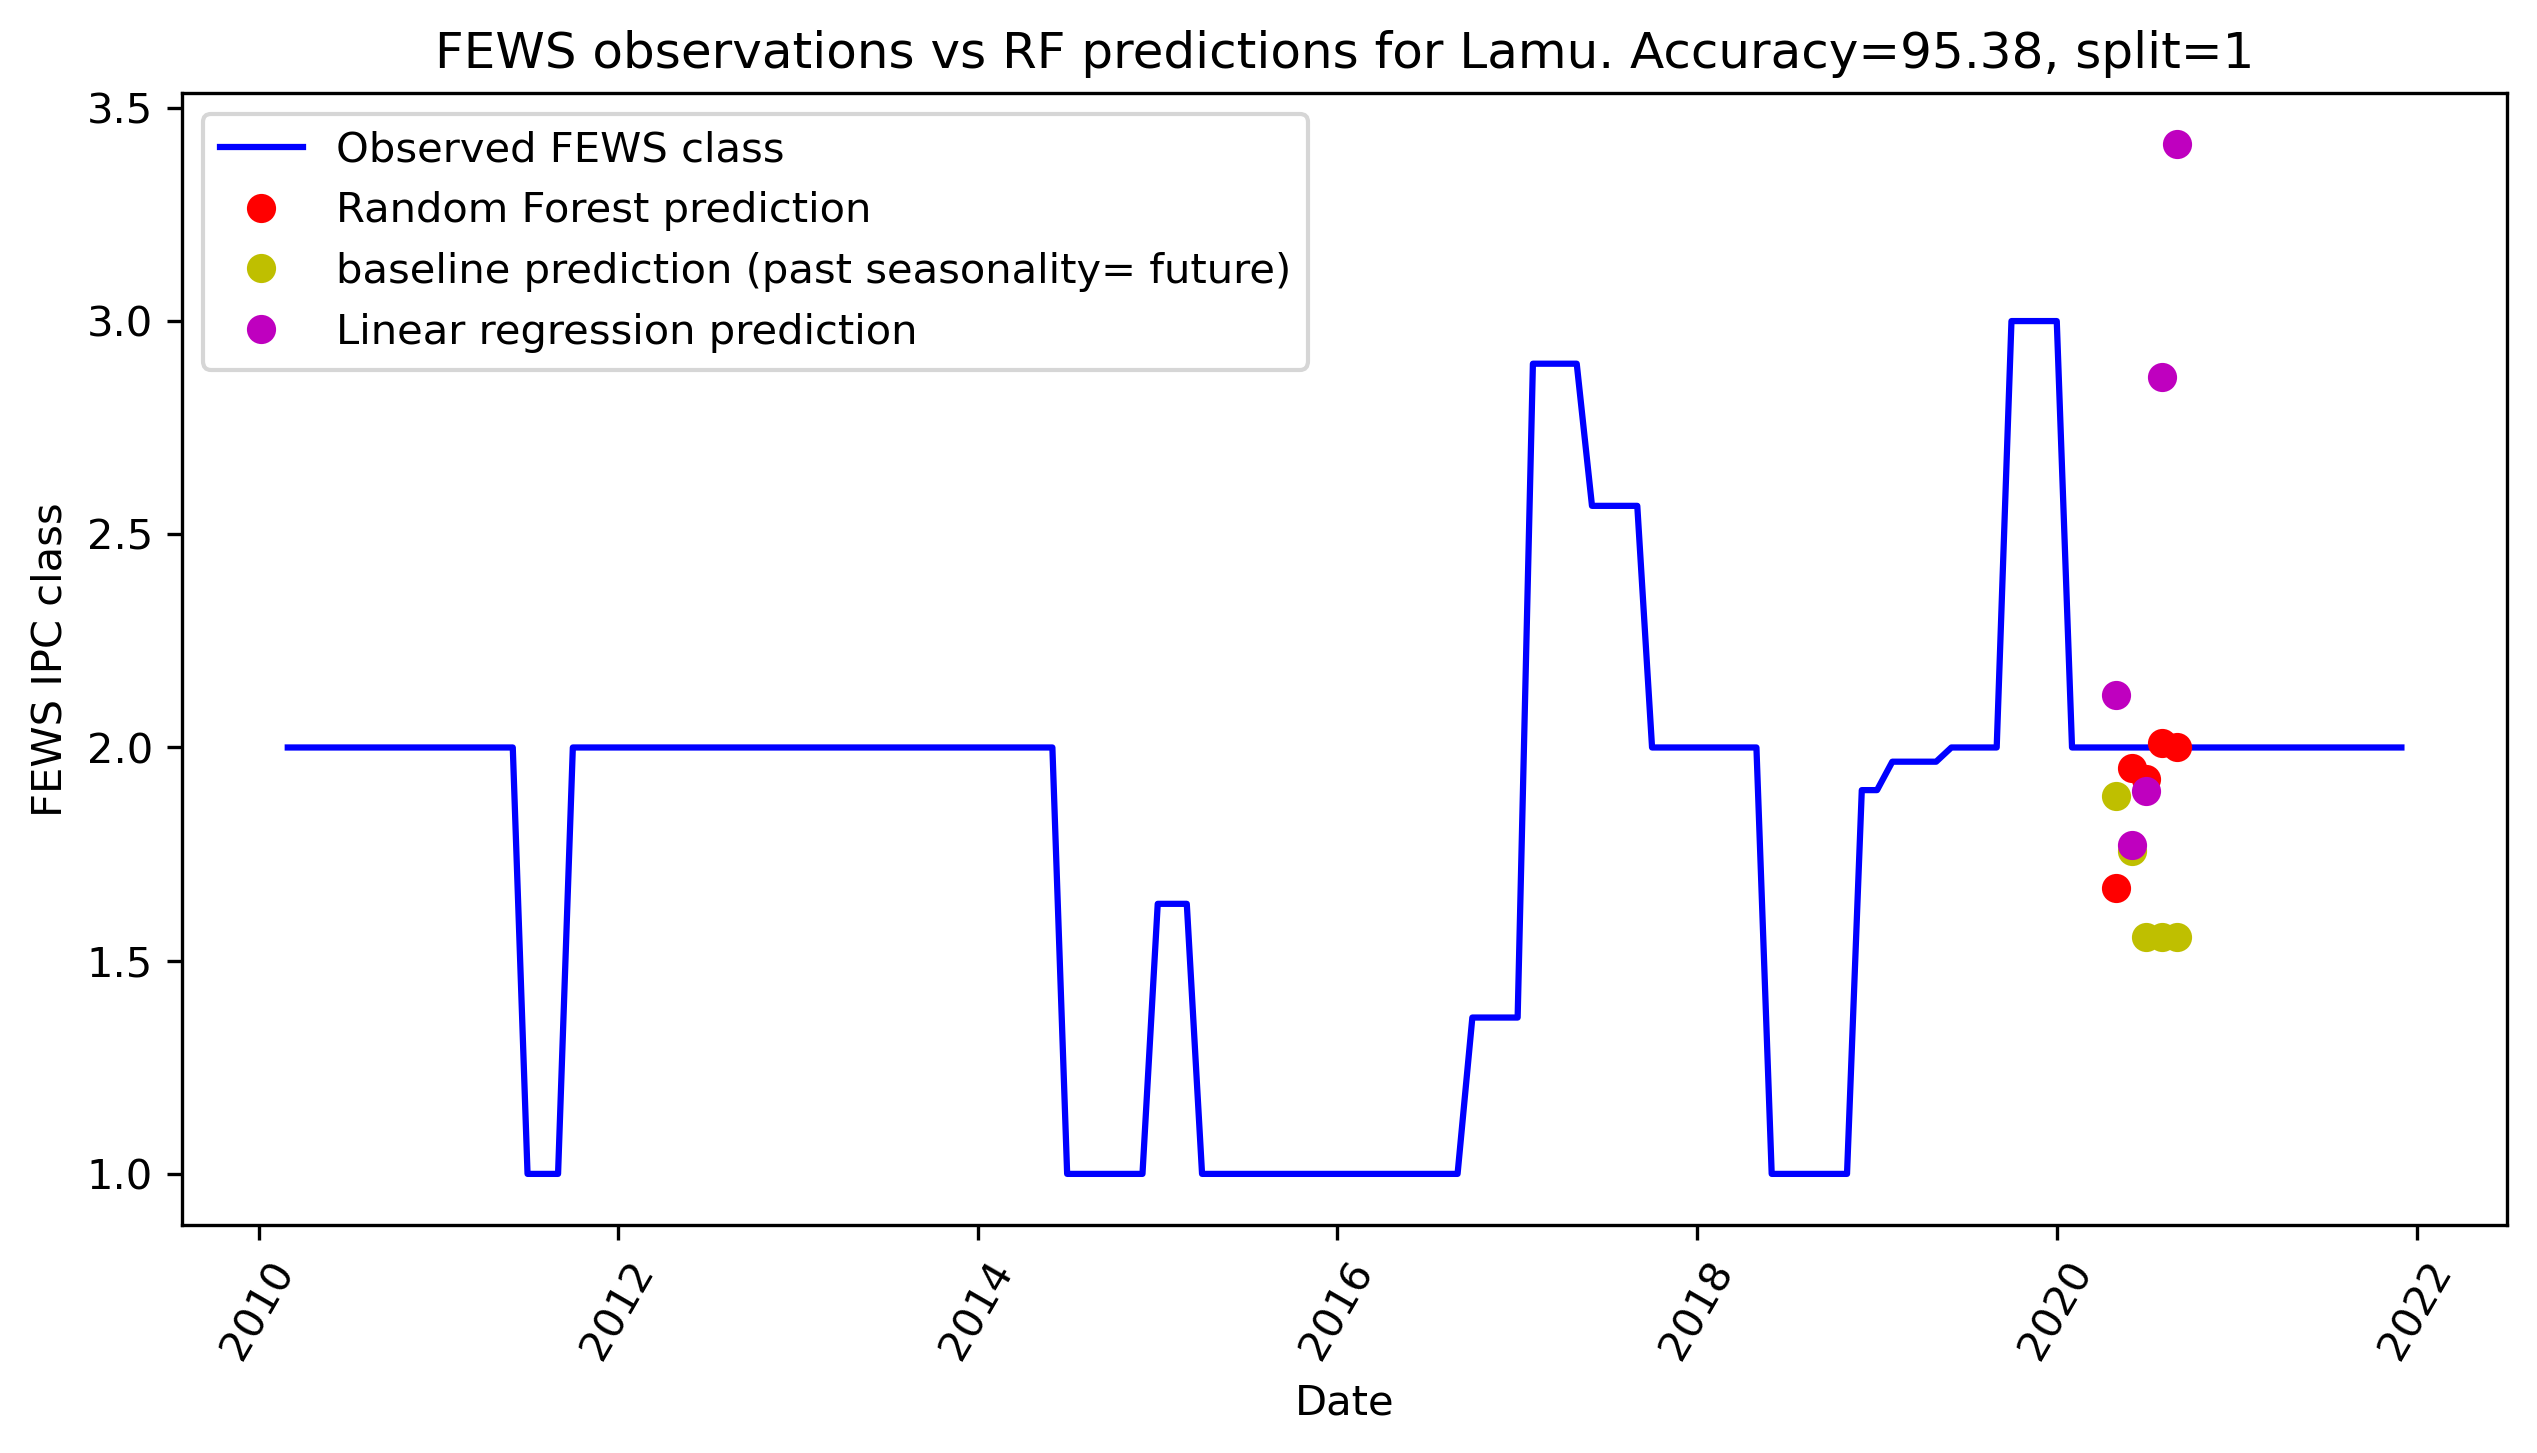 FEWS observations vs RF predictions for Lamu. Accuracy=95.38, split=1
Observed FEWS class
Random Forest prediction
baseline prediction (past seasonality= future)
Linear regression prediction
3.5
3.0
2.5
2.0
1.5
1.0
FEWS IPC class
2010
2012
2014
2016
2018
2020
2022
Date